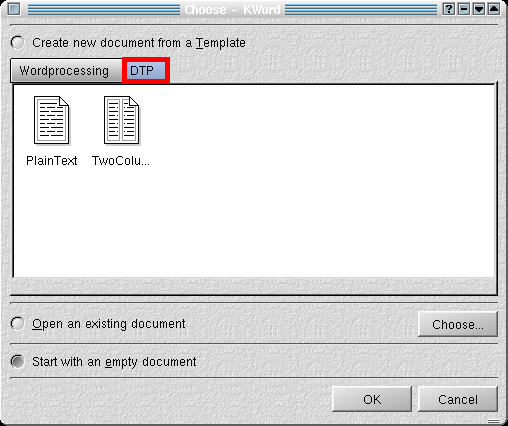 Choose - KWord
Create new document from a Template
Wordprocessing DTP
PlainText TwoColu...
Open an existing document Choose...
Start with an empty document
OK Cancel